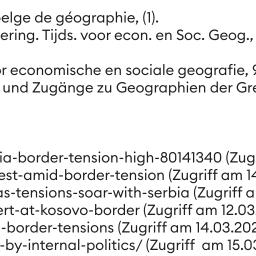 elge de géographie, (1).
ering. Tijds. voor econ. en Soc. Geog.,
r economische en sociale geografie, 9
und Zugänge zu Geographien der Gre
ia-border-tension-high-80141340 (Zug
est-amid-border-tension (Zugriff am 14
as-tensions-soar-with-serbia (Zugriff a
ert-at-kosovo-border (Zugriff am 12.03
-border-tensions (Zugriff am 14.03.202
-by-internal-politics/ (Zugriff am 15.03